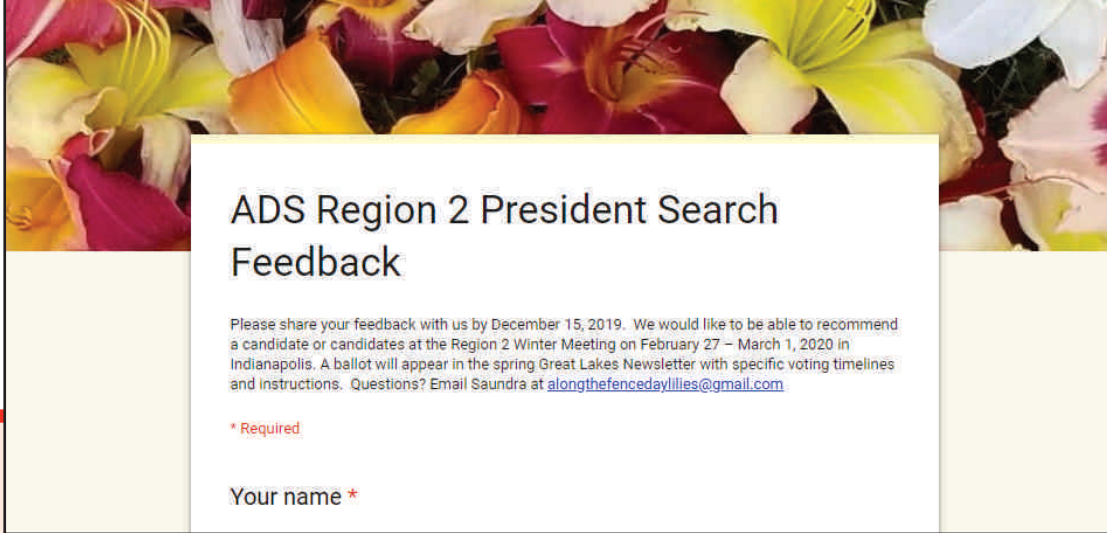 ADS Region 2 President Search
Feedback
Please share your feedback with us by December 15, 2019.  We would like to be able to recommend
a candidate or candidates at the Region 2 Winter Meeting on February 27 – March 1, 2020 in
Indianapolis. A ballot will appear in the spring Great Lakes Newsletter with specific voting timelines
and instructions.  Questions? Email Saundra at alongthefencedaylilies@gmail.com
* Required
Your name *